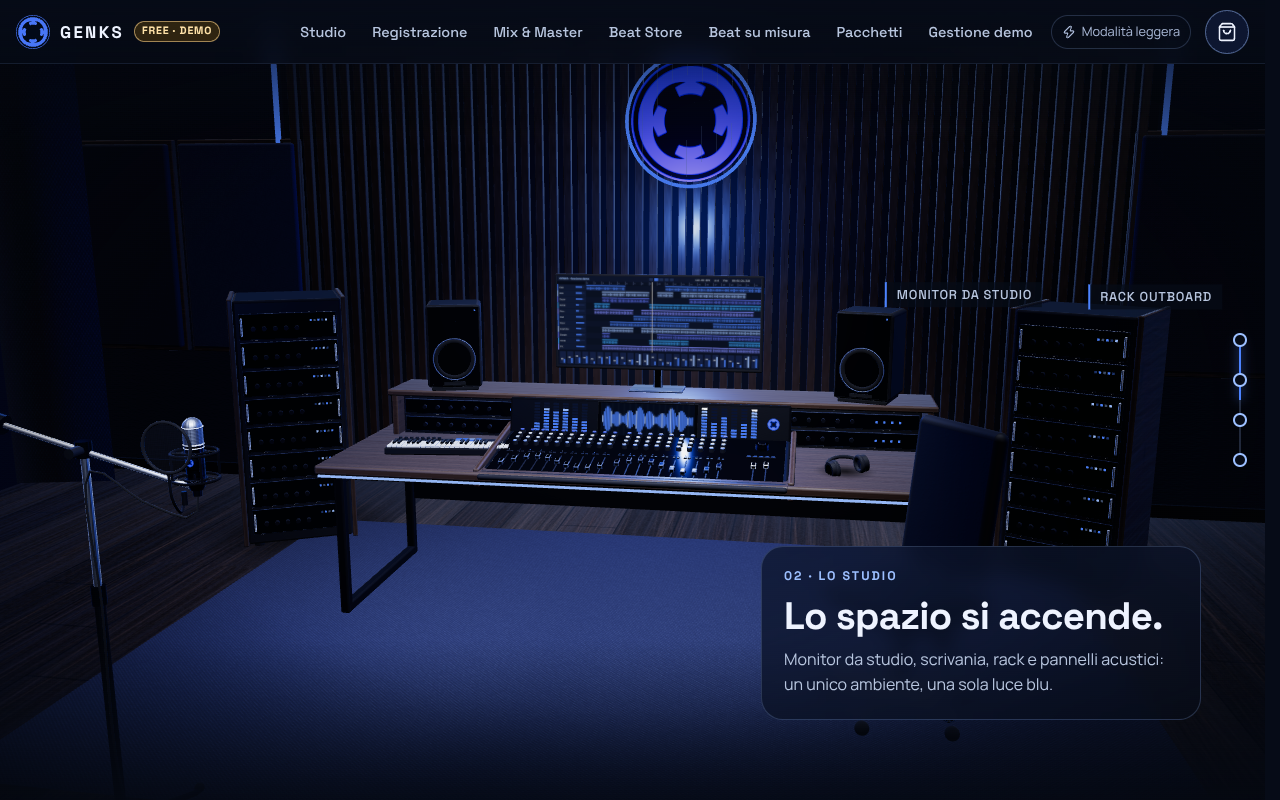 GENKS
FREE · DEMO
Studio
Registrazione
Mix & Master
Beat Store
Beat su misura
Pacchetti
Gestione demo
Modalità leggera
MONITOR DA STUDIO
RACK OUTBOARD
02 · LO STUDIO
Lo spazio si accende.
Monitor da studio, scrivania, rack e pannelli acustici:
un unico ambiente, una sola luce blu.